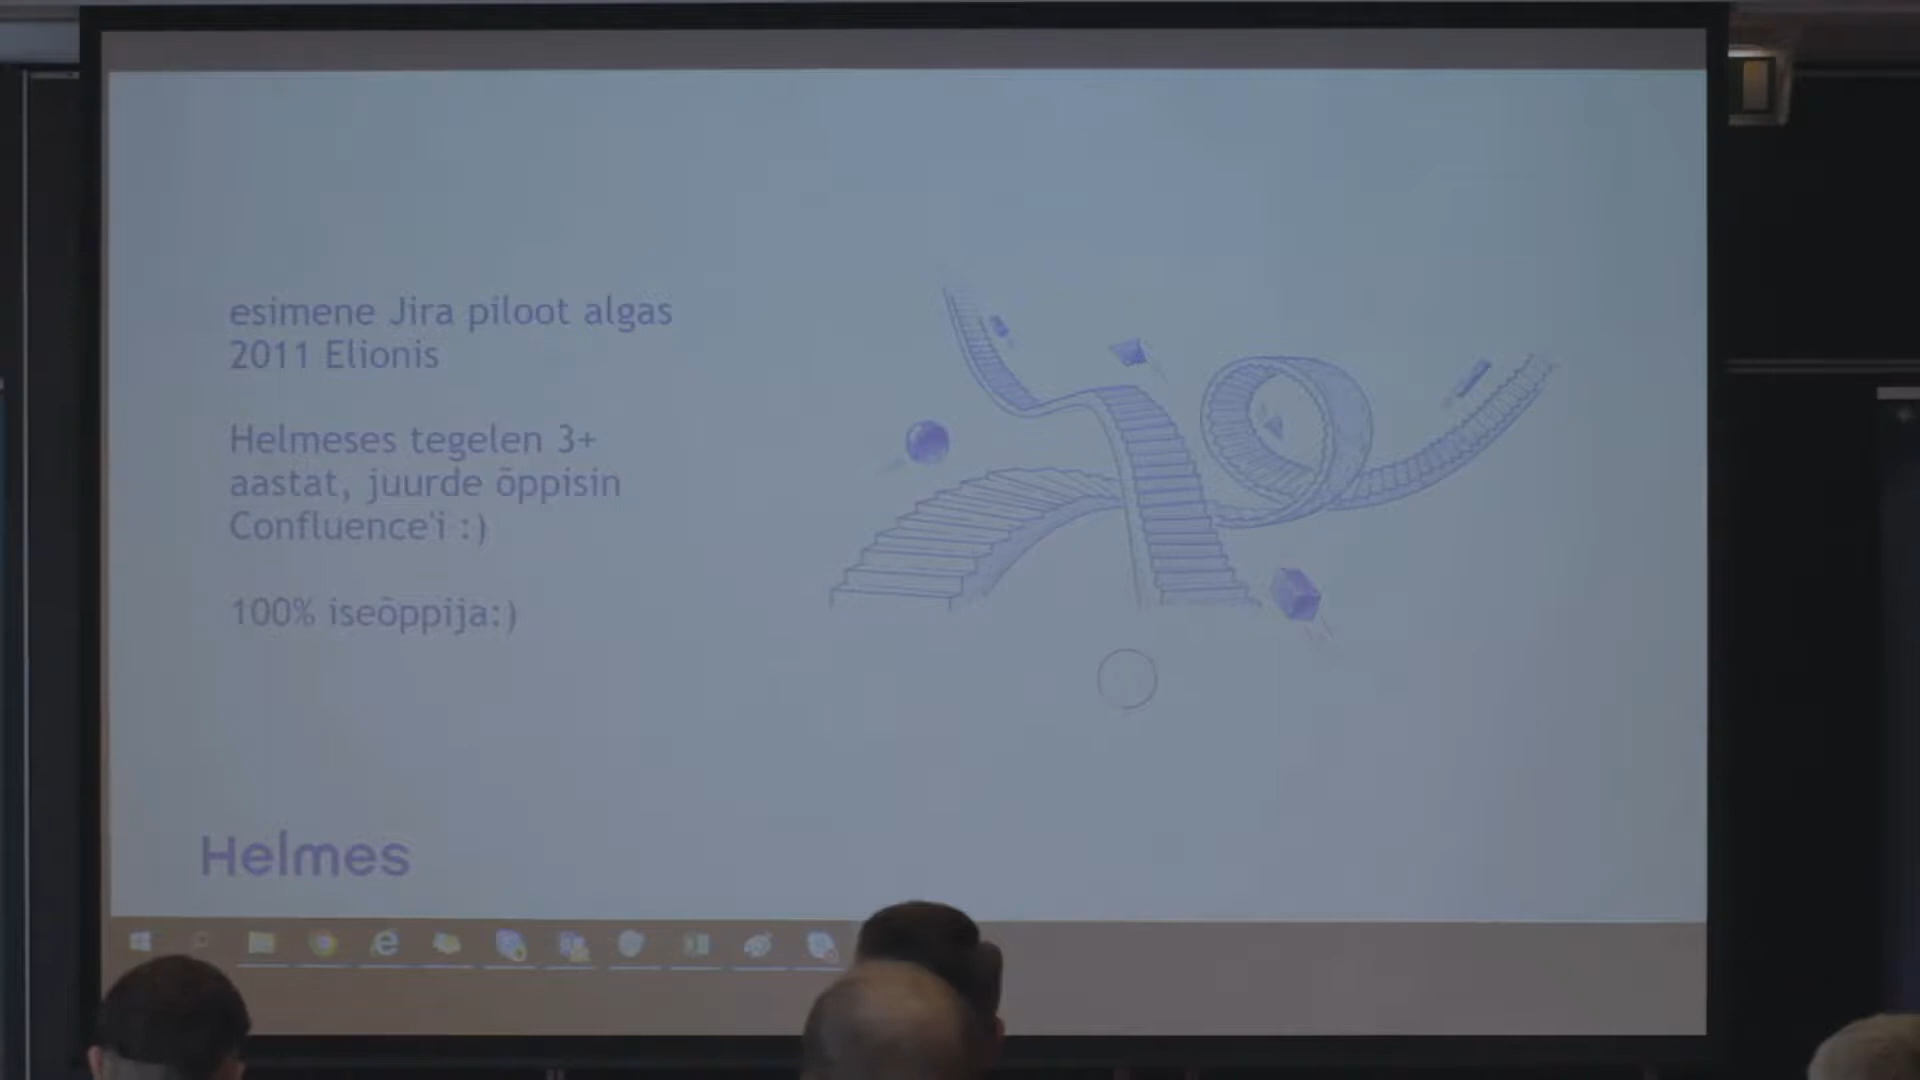 esimene Jira piloot algas
2011 Elionis
Helmeses tegelen 3+
aastat, juurde õppisin
Confluence'i :)
100% iseõppija:)
Helmes